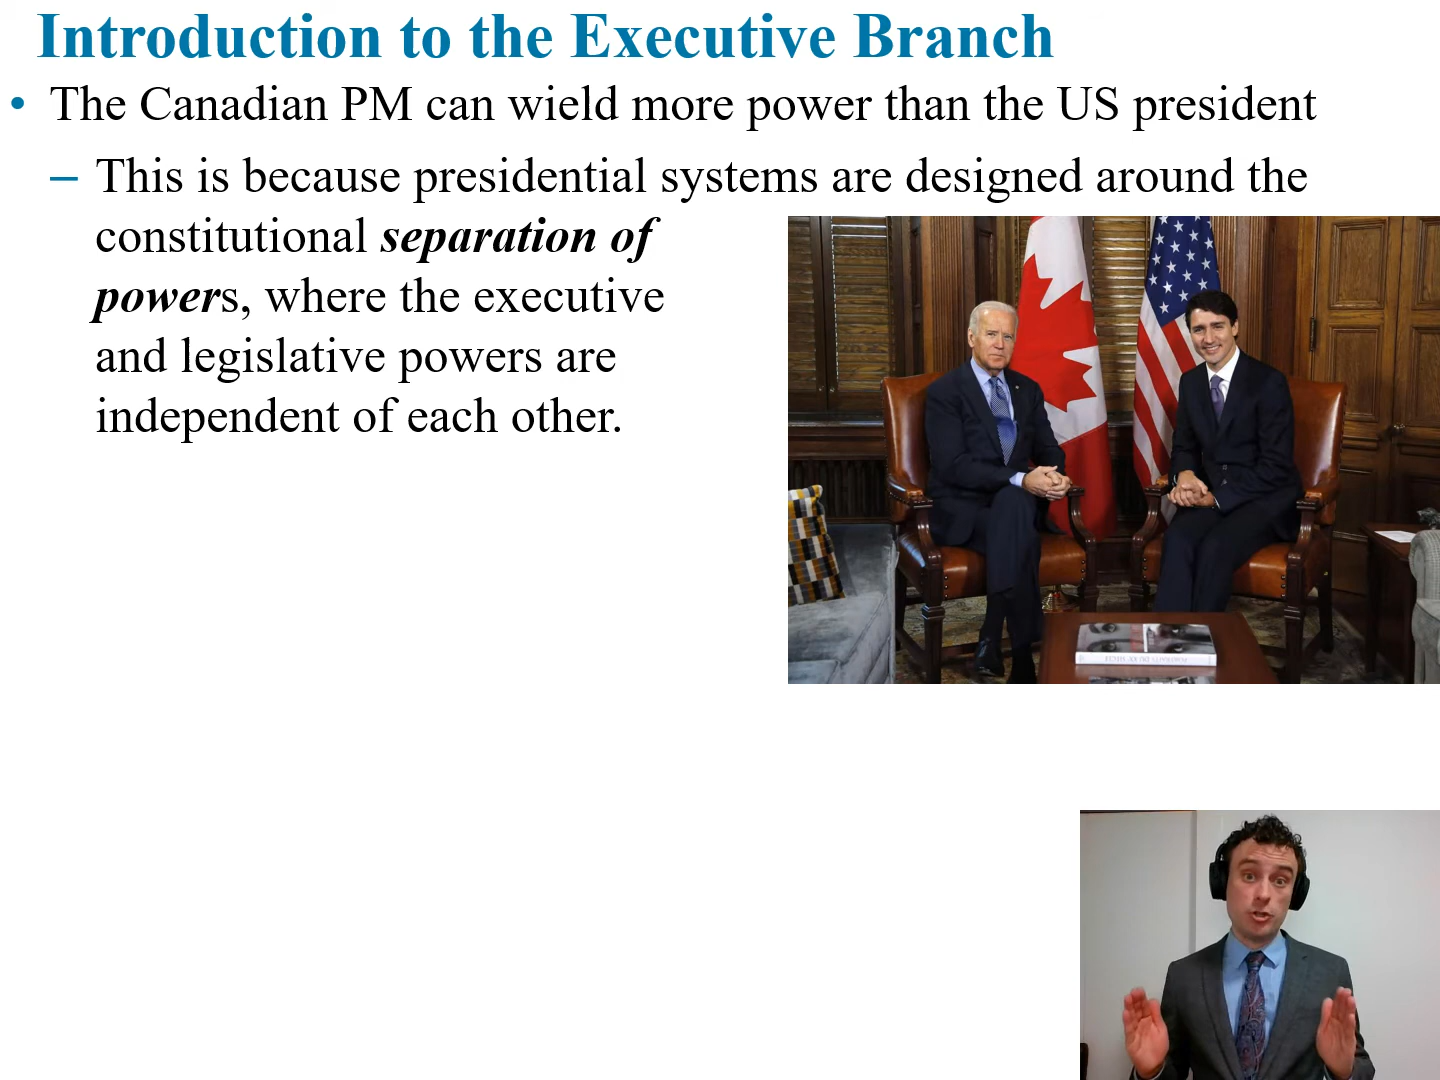 Introduction to the Executive Branch
• The Canadian PM can wield more power than the US president
– This is because presidential systems are designed around the
constitutional separation of
powers, where the executive
and legislative powers are
independent of each other.